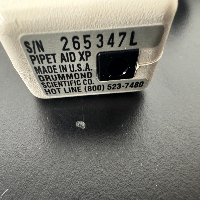 S/N 265347L
PIPET AID XP
MADE IN U.S.A.
DRUMMOND
SCIENTIFIC CO.
HOT LINE (800) 523-7480